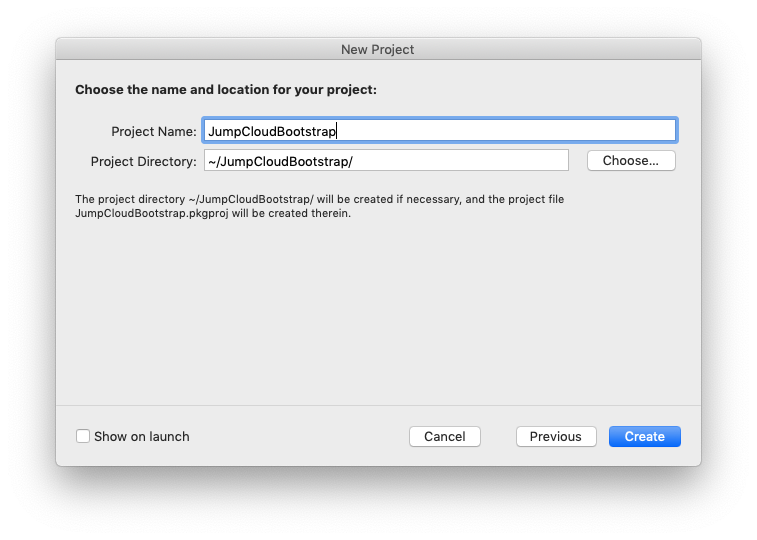 New Project
Choose the name and location for your project:
Project Name: JumpCloudBootstrap
Project Directory: ~/JumpCloudBootstrap/ Choose...
The project directory ~/JumpCloudBootstrap/ will be created if necessary, and the project file
JumpCloudBootstrap.pkgproj will be created therein.
Show on launch Cancel Previous Create